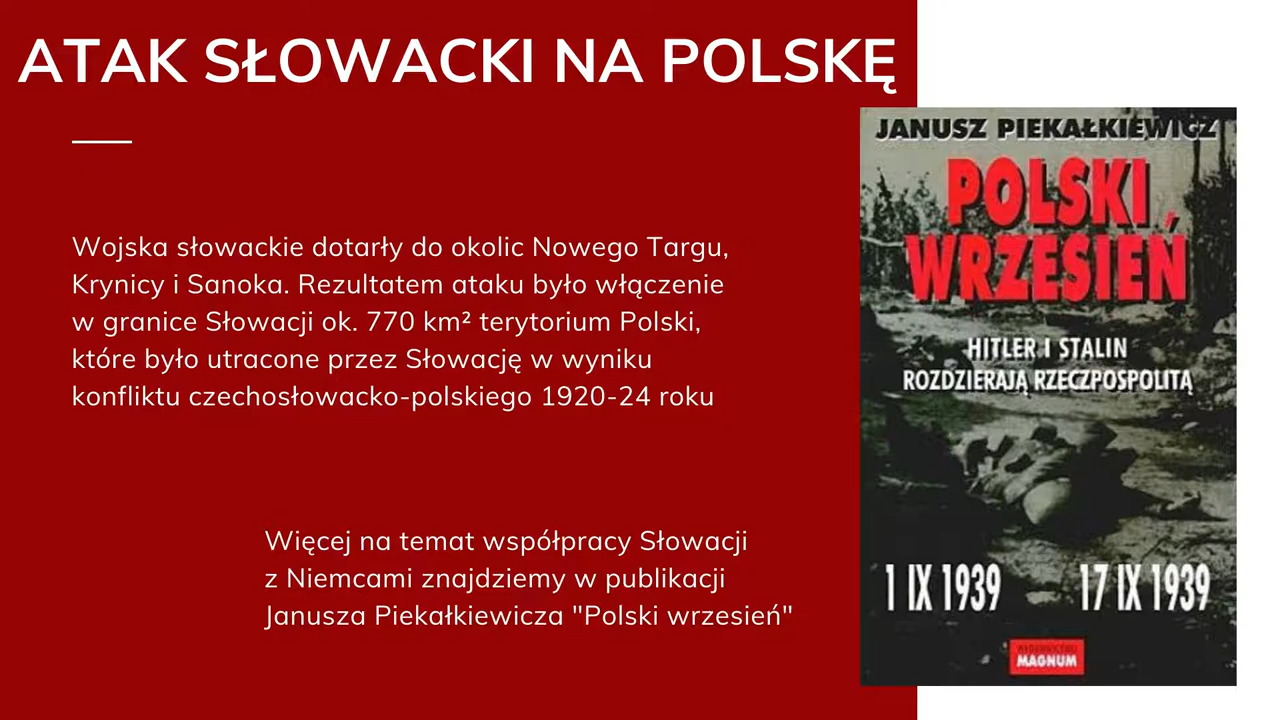 ATAK SŁOWACKI NA POLSKĘ
Wojska słowackie dotarły do okolic Nowego Targu,
Krynicy i Sanoka. Rezultatem ataku było włączenie
w granice Słowacji ok. 770 km² terytorium Polski,
które było utracone przez Słowację w wyniku
konfliktu czechosłowacko-polskiego 1920-24 roku
Więcej na temat współpracy Słowacji
z Niemcami znajdziemy w publikacji
Janusza Piekałkiewicza "Polski wrzesień"
JANUSZ PIEKAŁKIEWICZ
POLSKI
WRZESIEŃ
HITLER I STALIN
ROZDZIERAJĄ RZECZPOSPOLITĄ
1 IX 1939 17 IX 1939
WYDAWNICTWO
MAGNUM